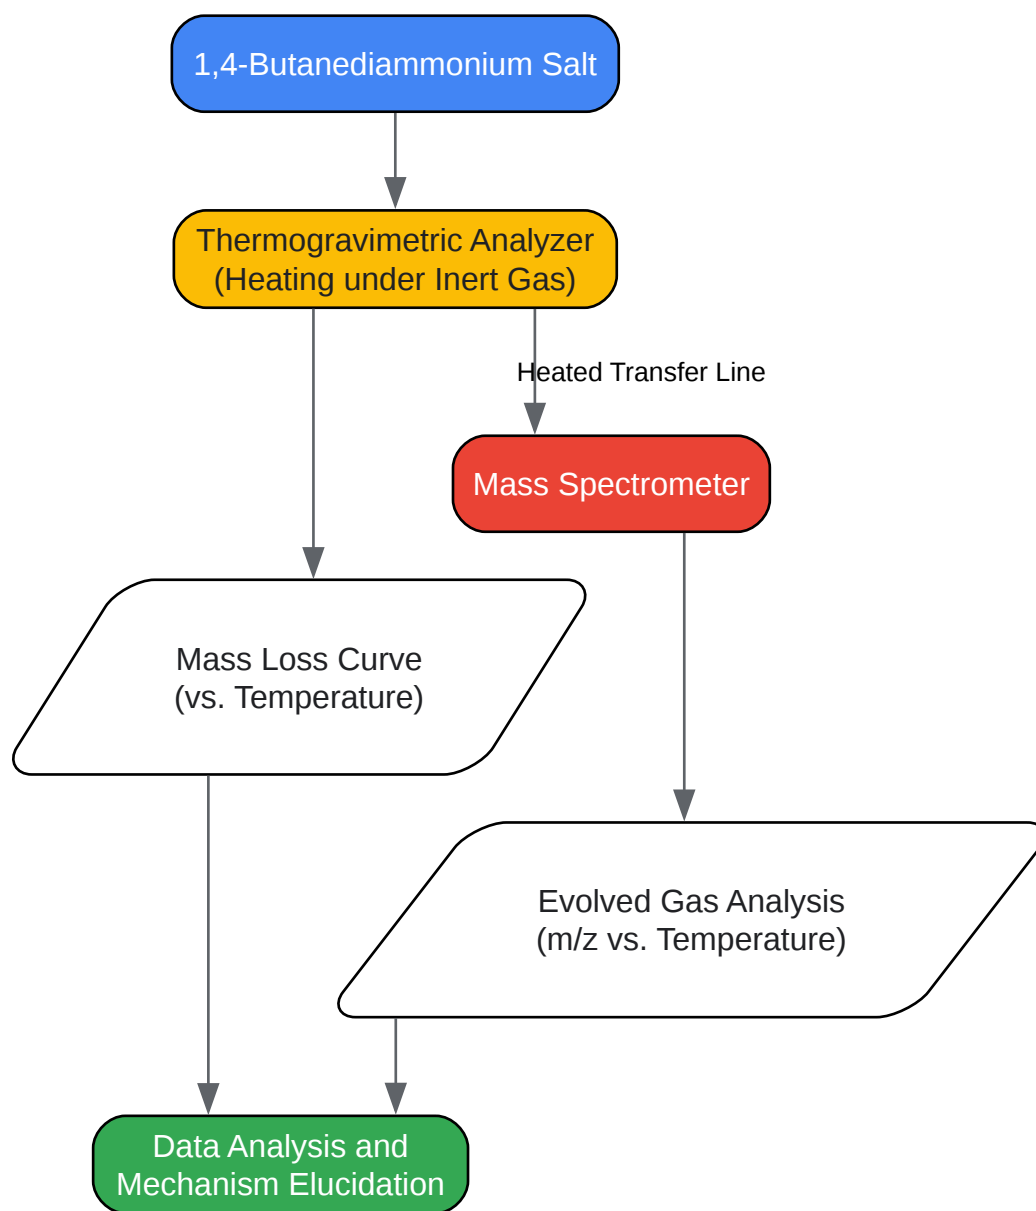 1,4-Butanediammonium Salt
Thermogravimetric Analyzer
(Heating under Inert Gas)
Heated Transfer Line
Mass Spectrometer
Mass Loss Curve
(vs. Temperature)
Evolved Gas Analysis
(m/z vs. Temperature)
Data Analysis and
Mechanism Elucidation